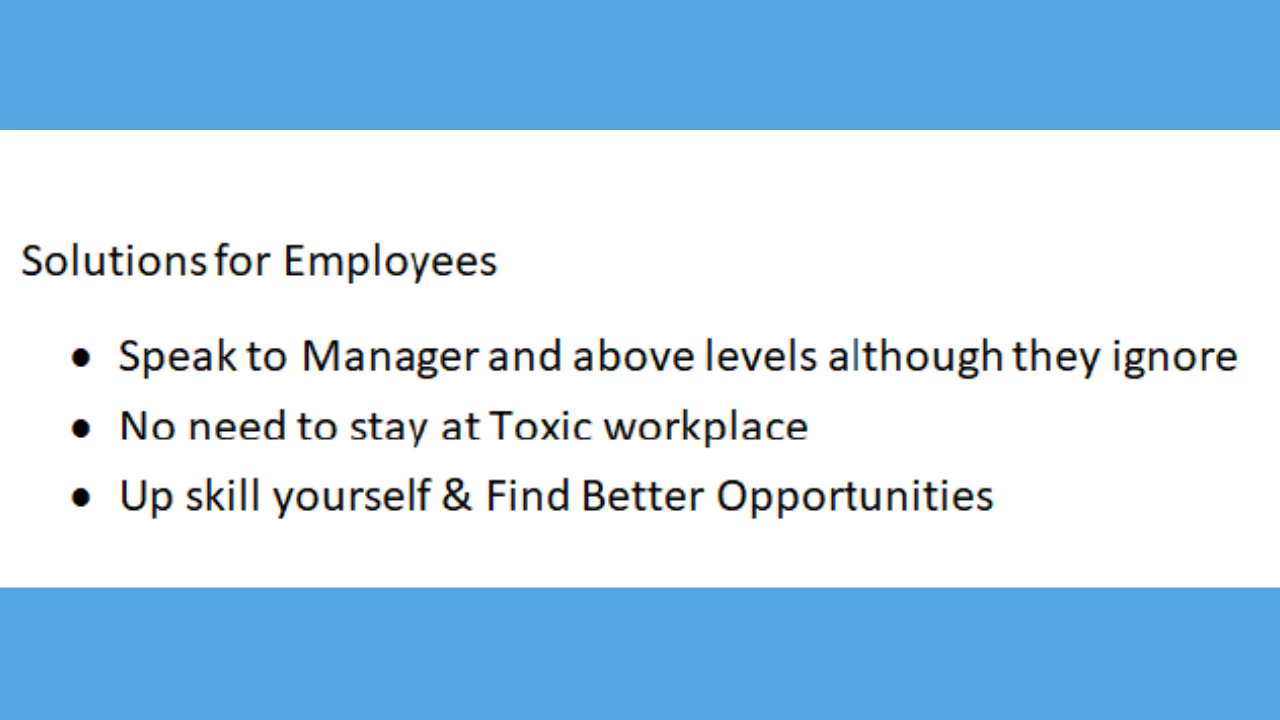 Solutions for Employees
● Speak to Manager and above levels although they ignore
● No need to stay at Toxic workplace
● Up skill yourself & Find Better Opportunities